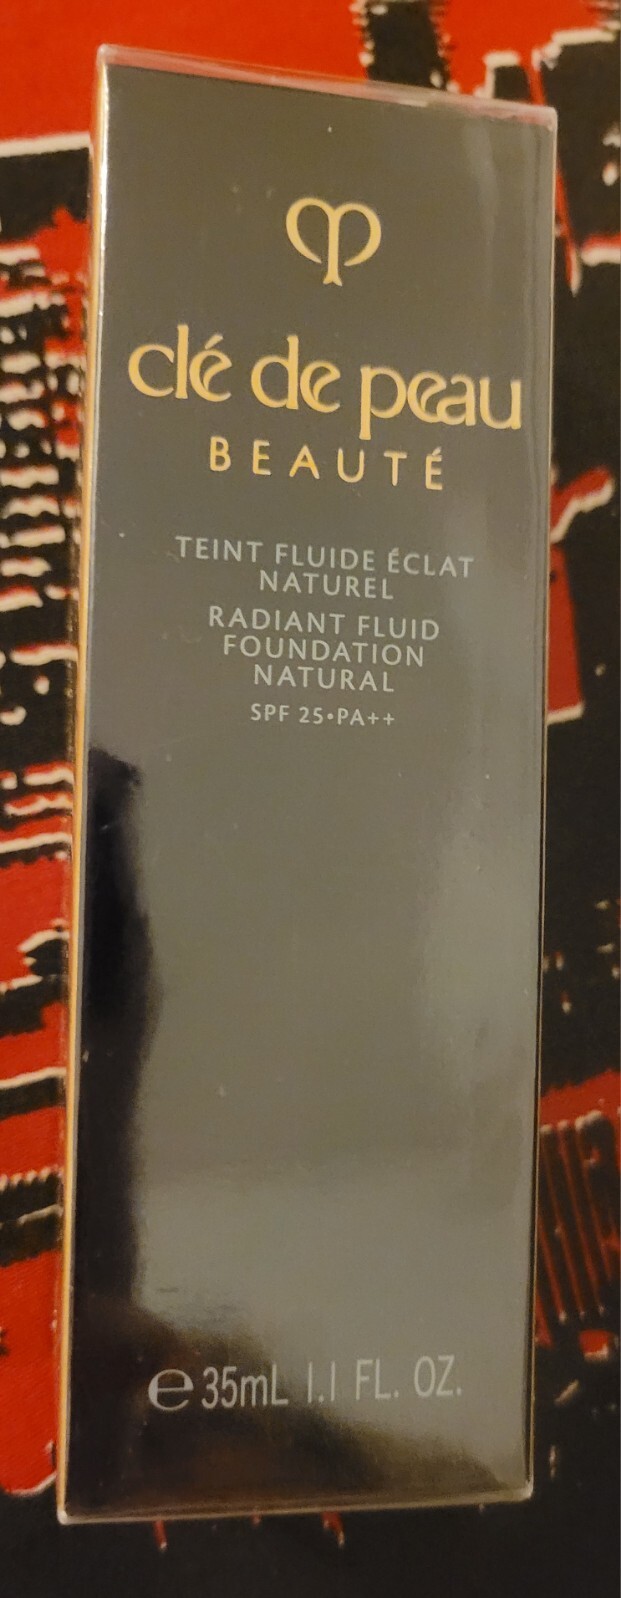 clé de peau
BEAUTÉ
TEINT FLUIDE ÉCLAT
NATUREL
RADIANT FLUID
FOUNDATION
NATURAL
SPF 25•PA++
℮35mL 1.1 FL. OZ.